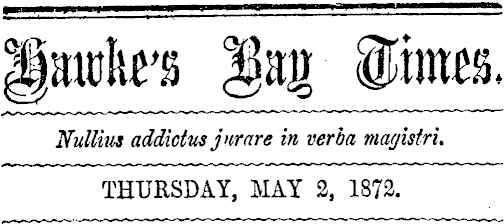 Hawke's Bay Times.
Nullius addictus jurare in verba magistri.
THURSDAY, MAY 2, 1872.